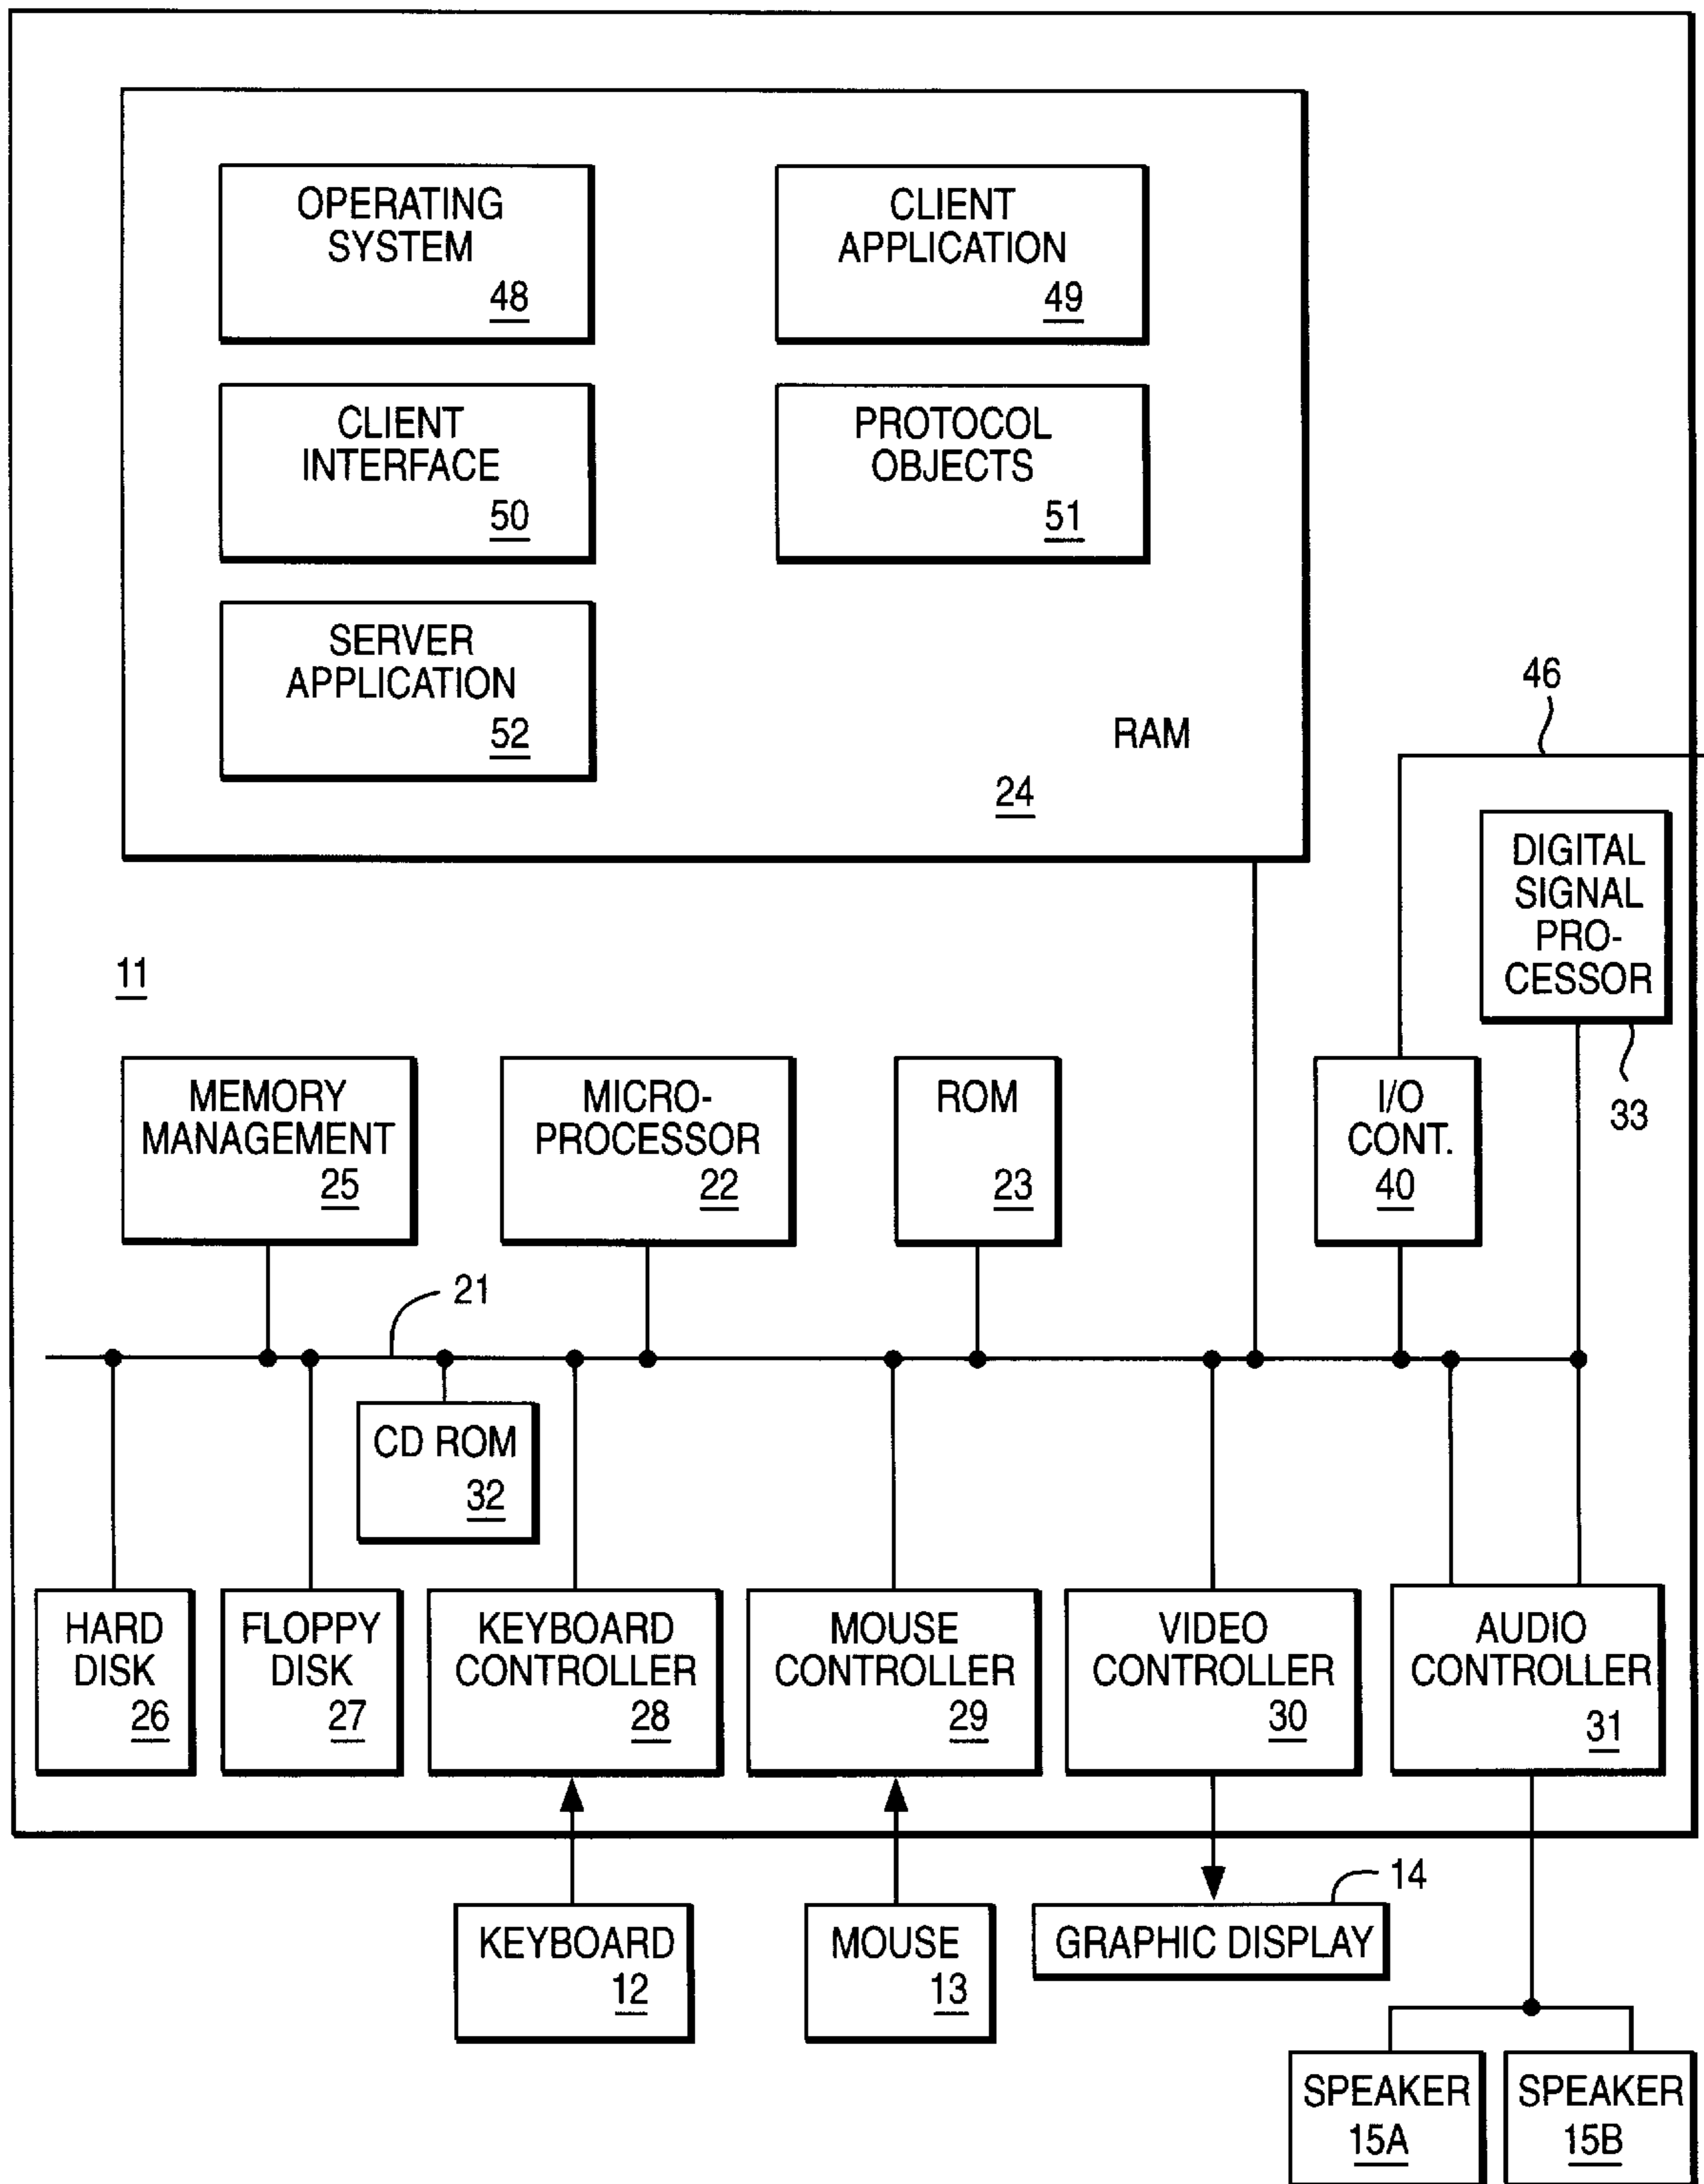 OPERATING
SYSTEM
48
CLIENT
APPLICATION
49
CLIENT
INTERFACE
50
PROTOCOL
OBJECTS
51
SERVER
APPLICATION
52
RAM
24
46
DIGITAL
SIGNAL
PRO-
CESSOR
33
11
MEMORY
MANAGEMENT
25
MICRO-
PROCESSOR
22
ROM
23
I/O
CONT.
40
21
CD ROM
32
HARD
DISK
26
FLOPPY
DISK
27
KEYBOARD
CONTROLLER
28
MOUSE
CONTROLLER
29
VIDEO
CONTROLLER
30
AUDIO
CONTROLLER
31
KEYBOARD
12
MOUSE
13
14
GRAPHIC DISPLAY
SPEAKER
15A
SPEAKER
15B